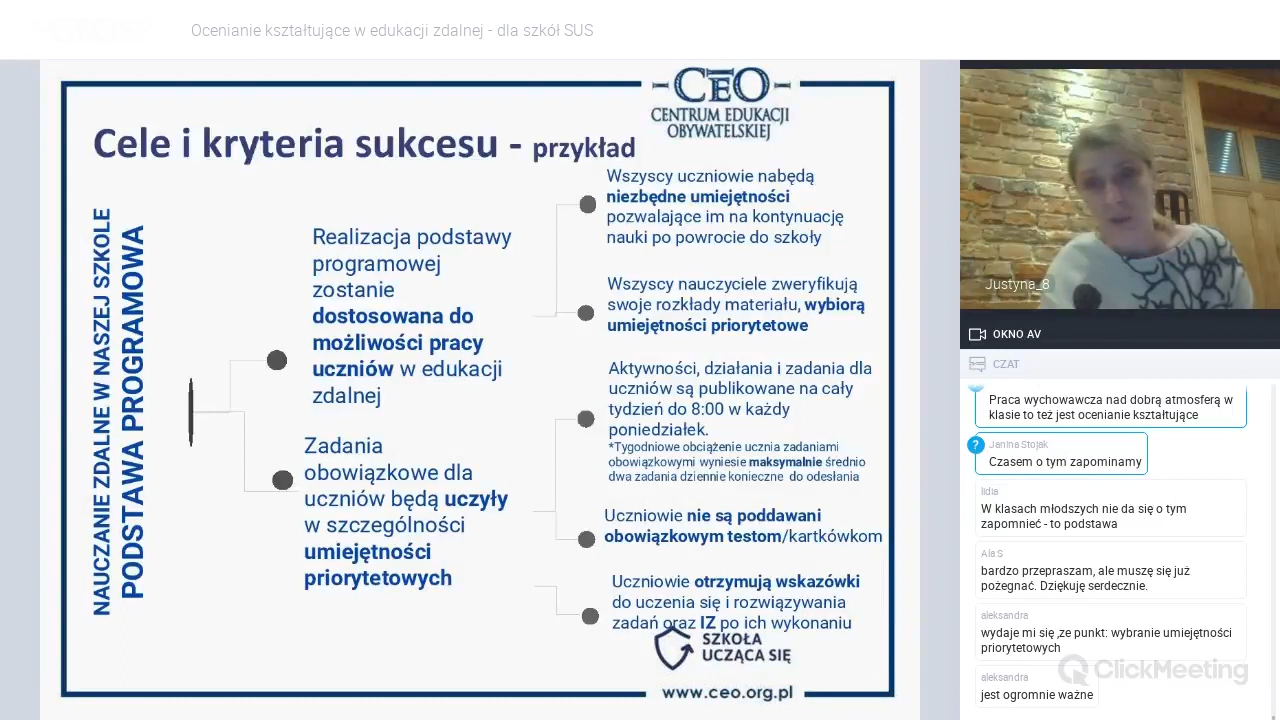 Ocenianie kształtujące w edukacji zdalnej - dla szkół SUS
CEO
CENTRUM EDUKACJI
OBYWATELSKIEJ
Cele i kryteria sukcesu - przykład
NAUCZANIE ZDALNE W NASZEJ SZKOLE
PODSTAWA PROGRAMOWA
Realizacja podstawy
programowej
zostanie
dostosowana do
możliwości pracy
uczniów w edukacji
zdalnej
Zadania
obowiązkowe dla
uczniów będą uczyły
w szczególności
umiejętności
priorytetowych
Wszyscy uczniowie nabędą
niezbędne umiejętności
pozwalające im na kontynuację
nauki po powrocie do szkoły
Wszyscy nauczyciele zweryfikują
swoje rozkłady materiału, wybiorą
umiejętności priorytetowe
Aktywności, działania i zadania dla
uczniów są publikowane na cały
tydzień do 8:00 w każdy
poniedziałek.
*Tygodniowe obciążenie ucznia zadaniami
obowiązkowymi wyniesie maksymalnie średnio
dwa zadania dziennie konieczne do odesłania
Uczniowie nie są poddawani
obowiązkowym testom/kartkówkom
Uczniowie otrzymują wskazówki
do uczenia się i rozwiązywania
zadań oraz IZ po ich wykonaniu
SZKOŁA
UCZĄCA SIĘ
www.ceo.org.pl
Justyna_8
OKNO AV
CZAT
Praca wychowawcza nad dobrą atmosferą w
klasie to też jest ocenianie kształtujące
?
Janina Stojak
Czasem o tym zapominamy
lidia
W klasach młodszych nie da się o tym
zapomnieć - to podstawa
Ala S
bardzo przepraszam, ale muszę się już
pożegnać. Dziękuję serdecznie.
aleksandra
wydaje mi się ,ze punkt: wybranie umiejętności
priorytetowych
ClickMeeting
aleksandra
jest ogromnie ważne